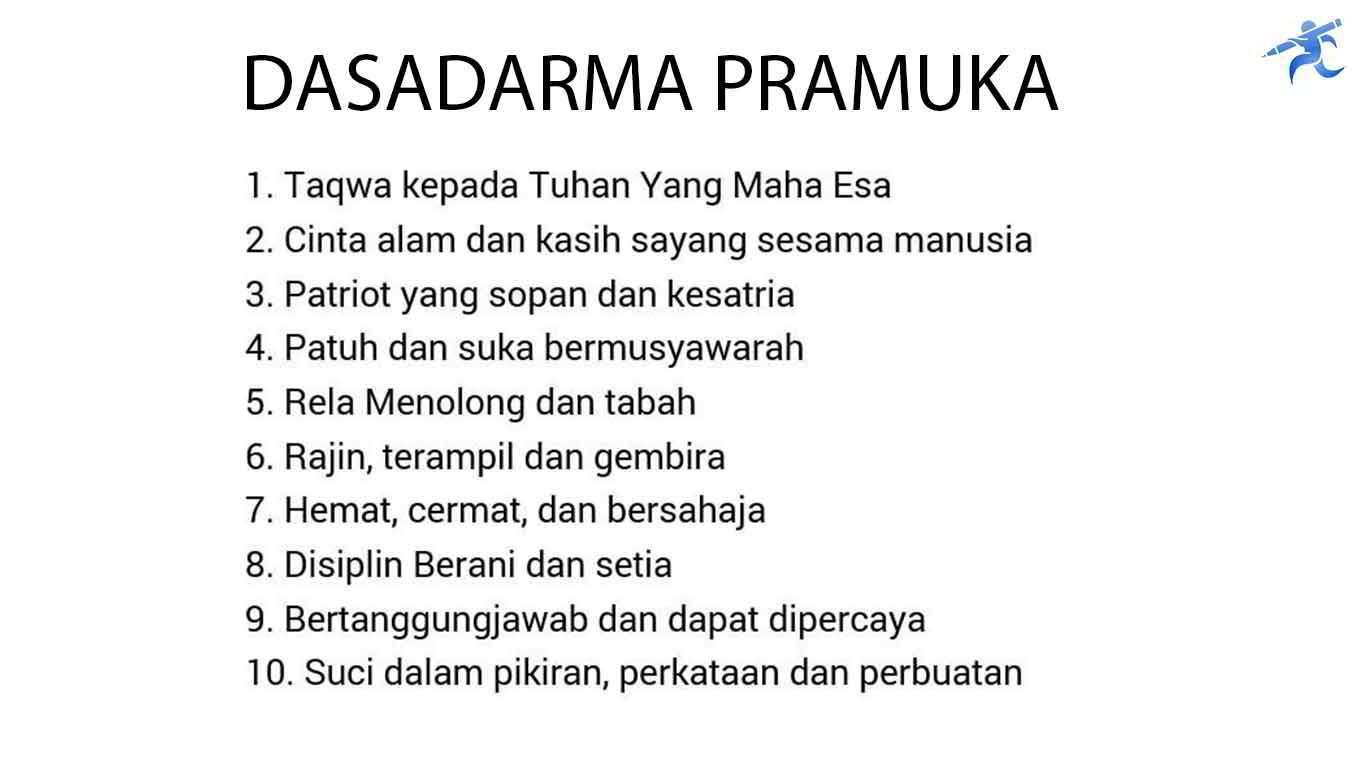 DASADARMA PRAMUKA
1. Taqwa kepada Tuhan Yang Maha Esa
2. Cinta alam dan kasih sayang sesama manusia
3. Patriot yang sopan dan kesatria
4. Patuh dan suka bermusyawarah
5. Rela Menolong dan tabah
6. Rajin, terampil dan gembira
7. Hemat, cermat, dan bersahaja
8. Disiplin Berani dan setia
9. Bertanggungjawab dan dapat dipercaya
10. Suci dalam pikiran, perkataan dan perbuatan